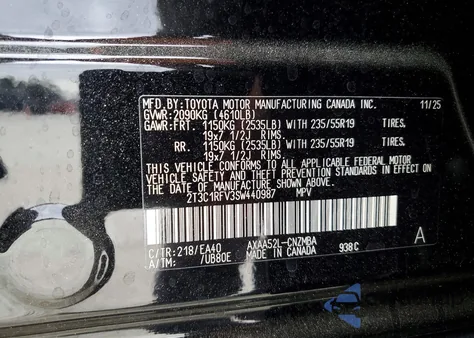 MFD.BY:TOYOTA MOTOR MANUFACTURING CANADA INC. 11/25
GVWR: 2090KG (4610LB)
GAWR:FRT. 1150KG (2535LB) WITH 235/55R19 TIRES,
19x7 1/2J RIMS,
RR. 1150KG (2535LB) WITH 235/55R19 TIRES,
19x7 1/2J RIMS,
THIS VEHICLE CONFORMS TO ALL APPLICABLE FEDERAL MOTOR
VEHICLE SAFETY AND THEFT PREVENTION STANDARDS IN EFFECT ON
THE DATE OF MANUFACTURE SHOWN ABOVE.
2T3C1RFV3SW440987 MPV
C/TR:218/EA40 AXAA52L-CNZMBA 938C A
A/TM: /UB80E MADE IN CANADA